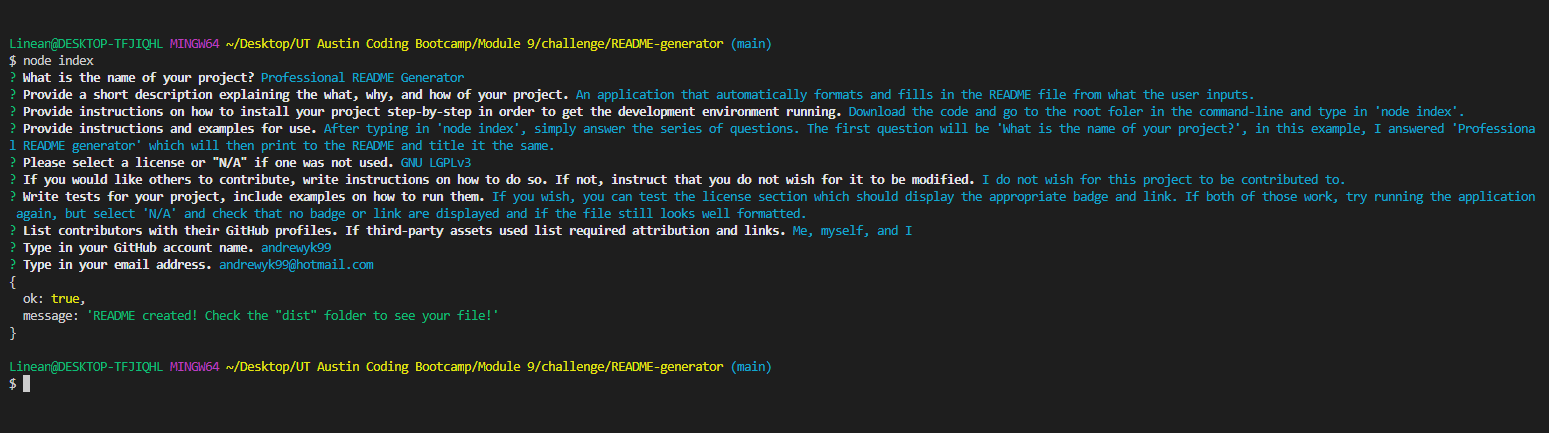 Linean@DESKTOP-TFJIQHL MINGW64 ~/Desktop/UT Austin Coding Bootcamp/Module 9/challenge/README-generator (main)
$ node index
? What is the name of your project? Professional README Generator
? Provide a short description explaining the what, why, and how of your project. An application that automatically formats and fills in the README file from what the user inputs.
? Provide instructions on how to install your project step-by-step in order to get the development environment running. Download the code and go to the root foler in the command-line and type in 'node index'.
? Provide instructions and examples for use. After typing in 'node index', simply answer the series of questions. The first question will be 'What is the name of your project?', in this example, I answered 'Professiona
l README generator' which will then print to the README and title it the same.
? Please select a license or "N/A" if one was not used. GNU LGPLv3
? If you would like others to contribute, write instructions on how to do so. If not, instruct that you do not wish for it to be modified. I do not wish for this project to be contributed to.
? Write tests for your project, include examples on how to run them. If you wish, you can test the license section which should display the appropriate badge and link. If both of those work, try running the application
again, but select 'N/A' and check that no badge or link are displayed and if the file still looks well formatted.
? List contributors with their GitHub profiles. If third-party assets used list required attribution and links. Me, myself, and I
? Type in your GitHub account name. andrewyk99
? Type in your email address. andrewyk99@hotmail.com
{
ok: true,
message: 'README created! Check the "dist" folder to see your file!'
}
Linean@DESKTOP-TFJIQHL MINGW64 ~/Desktop/UT Austin Coding Bootcamp/Module 9/challenge/README-generator (main)
$